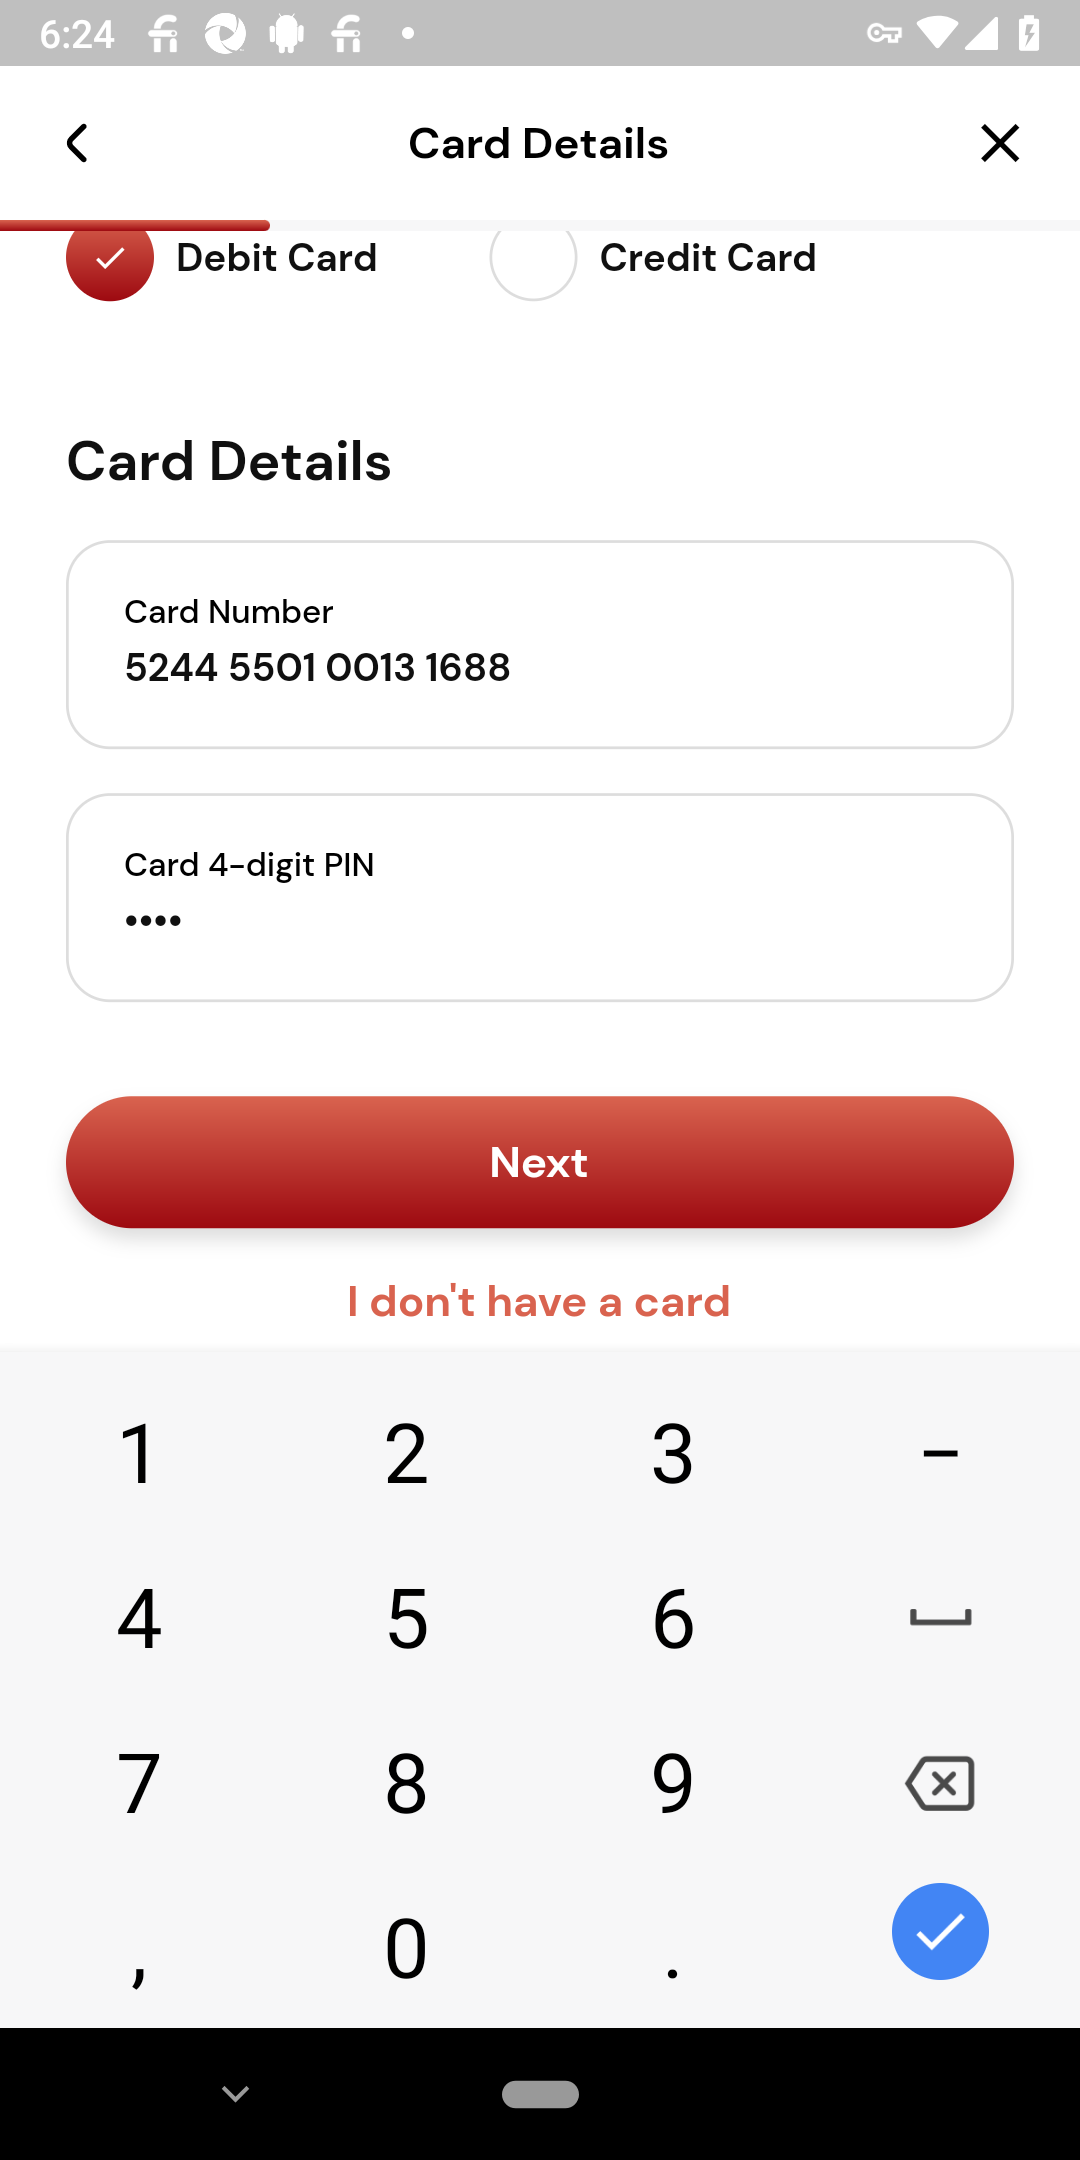 6:24
Card Details
Debit Card
Credit Card
Card Details
Card Number
5244 5501 0013 1688
Card 4-digit PIN
••••
Next
I don't have a card
1 2 3 –
4 5 6
7 8 9
, 0 .